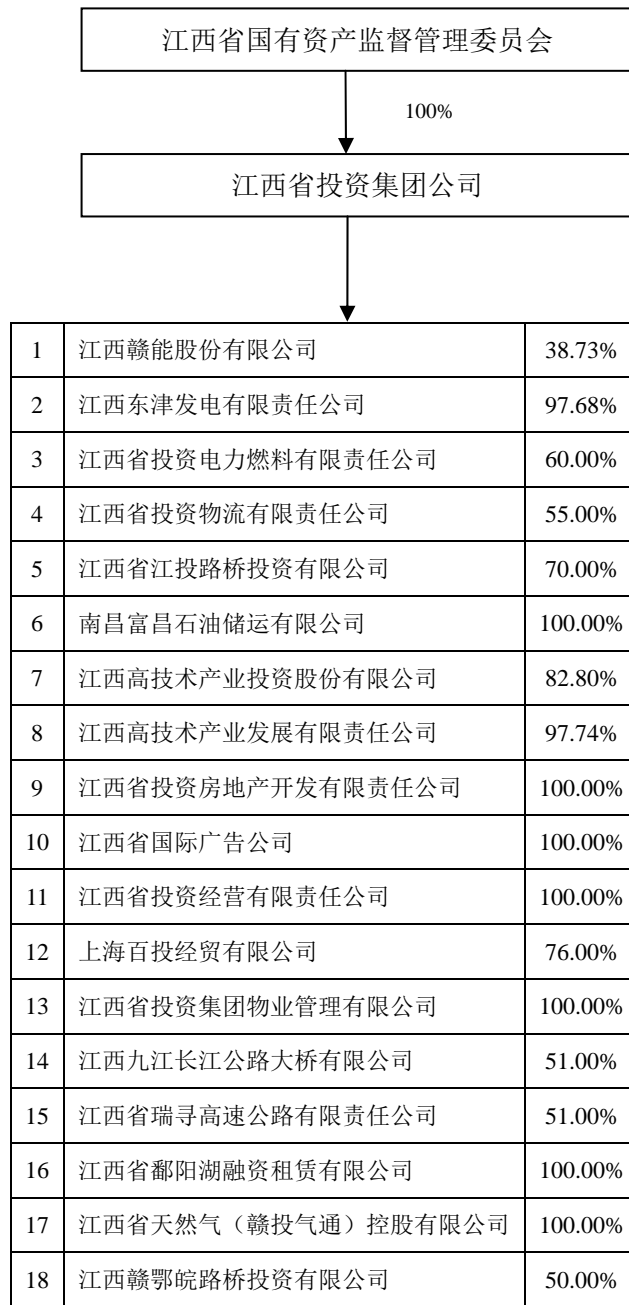 江西省国有资产监督管理委员会
100%
江西省投资集团公司
1 江西赣能股份有限公司 38.73%
2 江西东津发电有限责任公司 97.68%
3 江西省投资电力燃料有限责任公司 60.00%
4 江西省投资物流有限责任公司 55.00%
5 江西省江投路桥投资有限公司 70.00%
6 南昌富昌石油储运有限公司 100.00%
7 江西高技术产业投资股份有限公司 82.80%
8 江西高技术产业发展有限责任公司 97.74%
9 江西省投资房地产开发有限责任公司 100.00%
10 江西省国际广告公司 100.00%
11 江西省投资经营有限责任公司 100.00%
12 上海百投经贸有限公司 76.00%
13 江西省投资集团物业管理有限公司 100.00%
14 江西九江长江公路大桥有限公司 51.00%
15 江西省瑞寻高速公路有限责任公司 51.00%
16 江西省鄱阳湖融资租赁有限公司 100.00%
17 江西省天然气（赣投气通）控股有限公司 100.00%
18 江西赣鄂皖路桥投资有限公司 50.00%